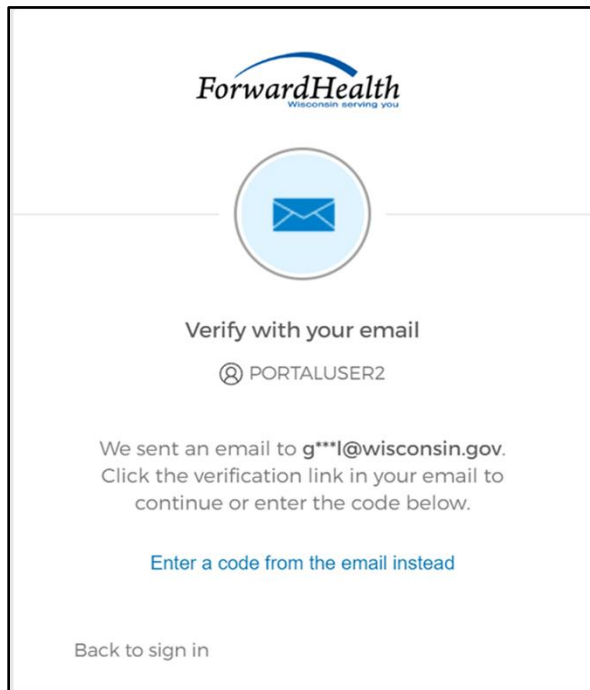 ForwardHealth
Wisconsin serving you
Verify with your email
PORTALUSER2
We sent an email to g***l@wisconsin.gov.
Click the verification link in your email to
continue or enter the code below.
Enter a code from the email instead
Back to sign in